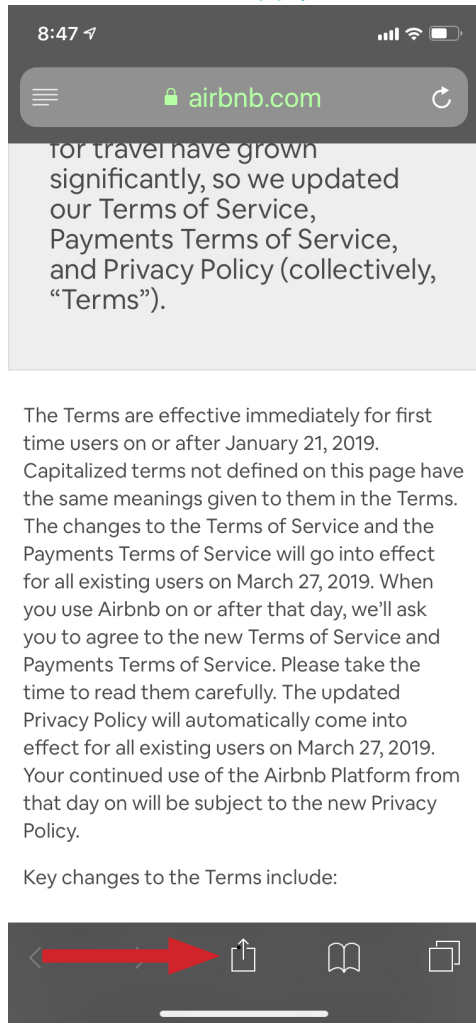 8:47
airbnb.com
for travel have grown
significantly, so we updated
our Terms of Service,
Payments Terms of Service,
and Privacy Policy (collectively,
“Terms”).
The Terms are effective immediately for first
time users on or after January 21, 2019.
Capitalized terms not defined on this page have
the same meanings given to them in the Terms.
The changes to the Terms of Service and the
Payments Terms of Service will go into effect
for all existing users on March 27, 2019. When
you use Airbnb on or after that day, we’ll ask
you to agree to the new Terms of Service and
Payments Terms of Service. Please take the
time to read them carefully. The updated
Privacy Policy will automatically come into
effect for all existing users on March 27, 2019.
Your continued use of the Airbnb Platform from
that day on will be subject to the new Privacy
Policy.
Key changes to the Terms include: